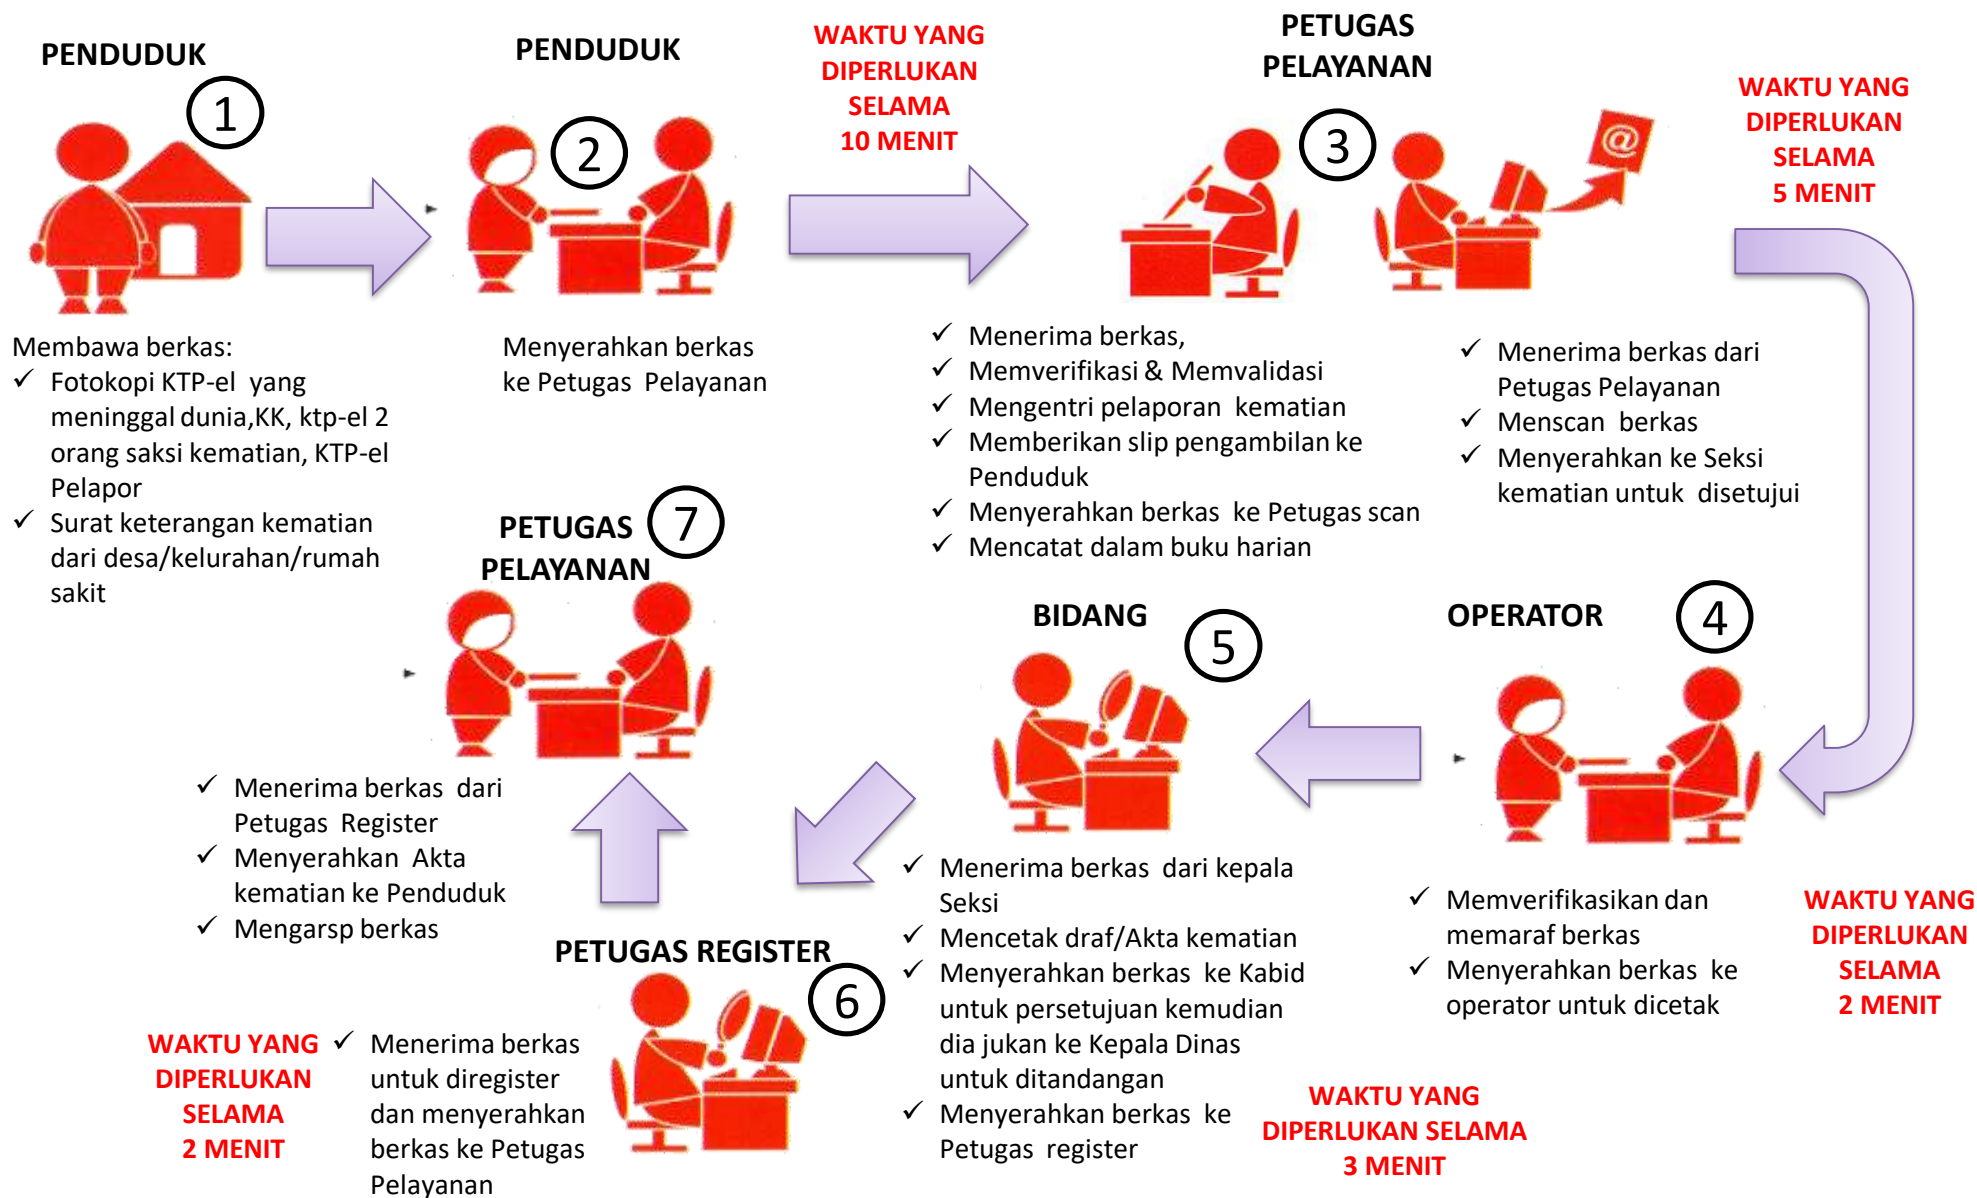 PENDUDUK
1
Membawa berkas:
✓ Fotokopi KTP-el yang
meninggal dunia,KK, ktp-el 2
orang saksi kematian, KTP-el
Pelapor
✓ Surat keterangan kematian
dari desa/kelurahan/rumah
sakit
PENDUDUK
2
Menyerahkan berkas
ke Petugas Pelayanan
WAKTU YANG
DIPERLUKAN
SELAMA
10 MENIT
PETUGAS
PELAYANAN
3
@
✓ Menerima berkas,
✓ Memverifikasi & Memvalidasi
✓ Mengentri pelaporan kematian
✓ Memberikan slip pengambilan ke
Penduduk
✓ Menyerahkan berkas ke Petugas scan
✓ Mencatat dalam buku harian
✓ Menerima berkas dari
Petugas Pelayanan
✓ Menscan berkas
✓ Menyerahkan ke Seksi
kematian untuk disetujui
WAKTU YANG
DIPERLUKAN
SELAMA
5 MENIT
OPERATOR
4
✓ Memverifikasikan dan
memaraf berkas
✓ Menyerahkan berkas ke
operator untuk dicetak
WAKTU YANG
DIPERLUKAN
SELAMA
2 MENIT
BIDANG
5
✓ Menerima berkas dari kepala
Seksi
✓ Mencetak draf/Akta kematian
✓ Menyerahkan berkas ke Kabid
untuk persetujuan kemudian
dia jukan ke Kepala Dinas
untuk ditandangan
✓ Menyerahkan berkas ke
Petugas register
WAKTU YANG
DIPERLUKAN SELAMA
3 MENIT
PETUGAS REGISTER
6
✓ Menerima berkas
untuk diregister
dan menyerahkan
berkas ke Petugas
Pelayanan
WAKTU YANG
DIPERLUKAN
SELAMA
2 MENIT
PETUGAS
PELAYANAN
7
✓ Menerima berkas dari
Petugas Register
✓ Menyerahkan Akta
kematian ke Penduduk
✓ Mengarsp berkas